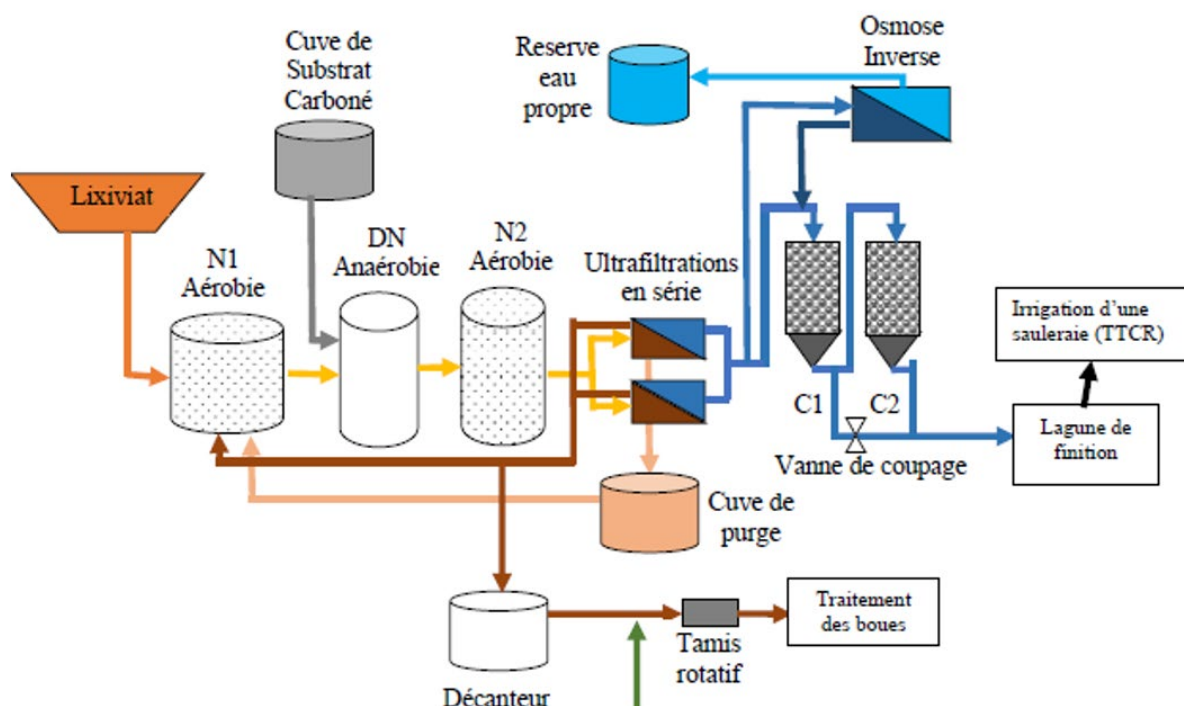 Cuve de
Substrat
Carboné
Reserve
eau
propre
Osmose
Inverse
Lixiviat
N1
Aérobie
DN
Anaérobie
N2
Aérobie
Ultrafiltrations
en série
Irrigation d’une
sauleraie (TTCR)
C1
C2
Vanne de coupage
Lagune de
finition
Cuve de
purge
Décanteur
Tamis
rotatif
Traitement
des boues